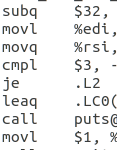 subq $32,
movl %edi,
movq %rsi,
cmpl $3, -
je .L2
leaq .LC0(
call puts@
movl $1, %